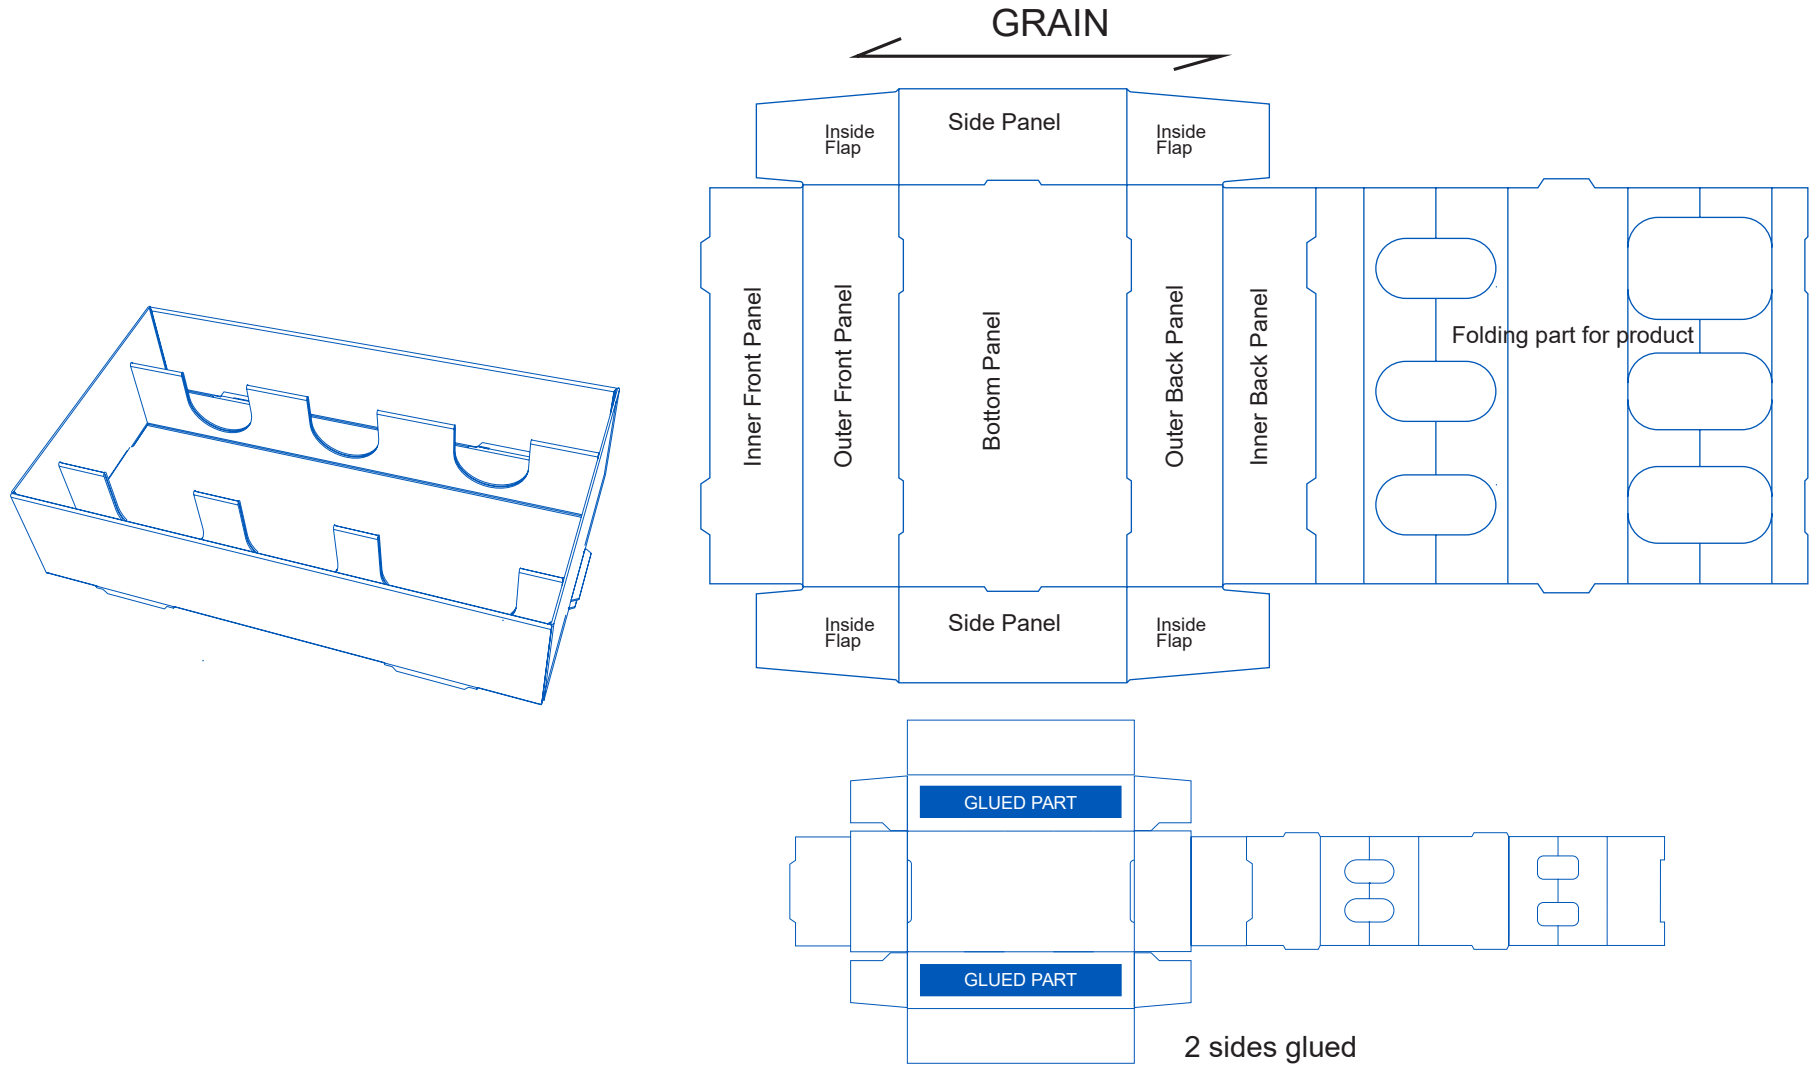 GRAIN
Side Panel
Inside
Flap
Inside
Flap
Inner Front Panel
Outer Front Panel
Bottom Panel
Outer Back Panel
Inner Back Panel
Folding part for product
Inside
Flap
Side Panel
Inside
Flap
GLUED PART
GLUED PART
2 sides glued